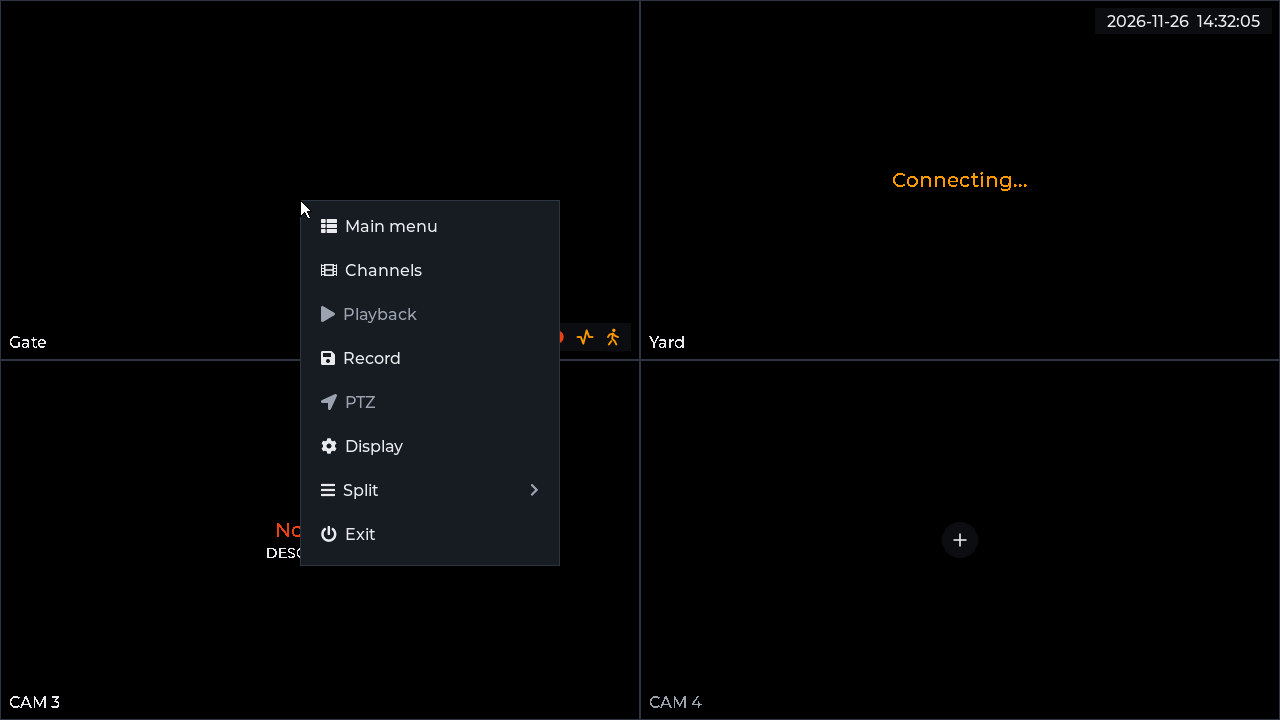 2026-11-26 14:32:05
Connecting...
Gate
Yard
Main menu
Channels
Playback
Record
PTZ
Display
Split
Exit
CAM 3
CAM 4